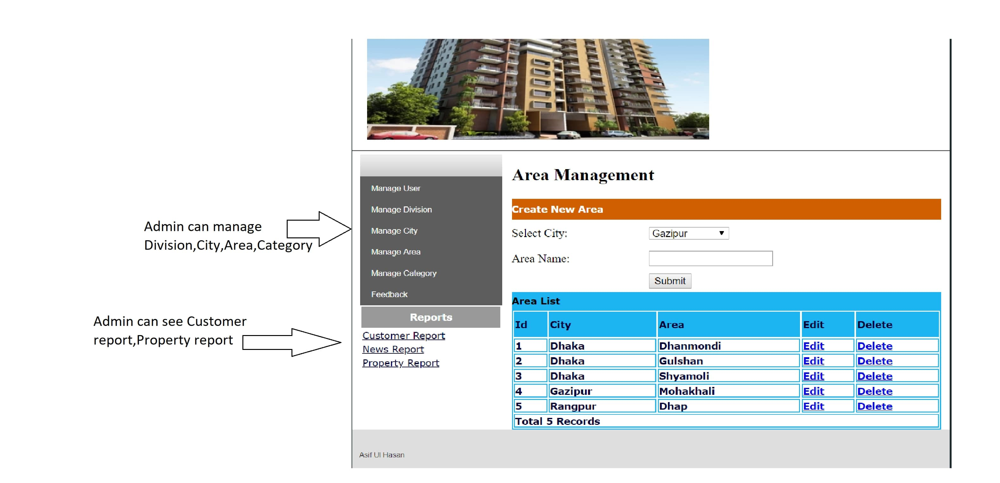 Admin can manage
Division,City,Area,Category
Admin can see Customer
report,Property report
Manage User
Manage Division
Manage City
Manage Area
Manage Category
Feedback
Reports
Customer Report
News Report
Property Report
Area Management
Create New Area
Select City: Gazipur
Area Name:
Submit
Area List
Id City Area Edit Delete
1 Dhaka Dhanmondi Edit Delete
2 Dhaka Gulshan Edit Delete
3 Dhaka Shyamoli Edit Delete
4 Gazipur Mohakhali Edit Delete
5 Rangpur Dhap Edit Delete
Total 5 Records
Asif Ul Hasan